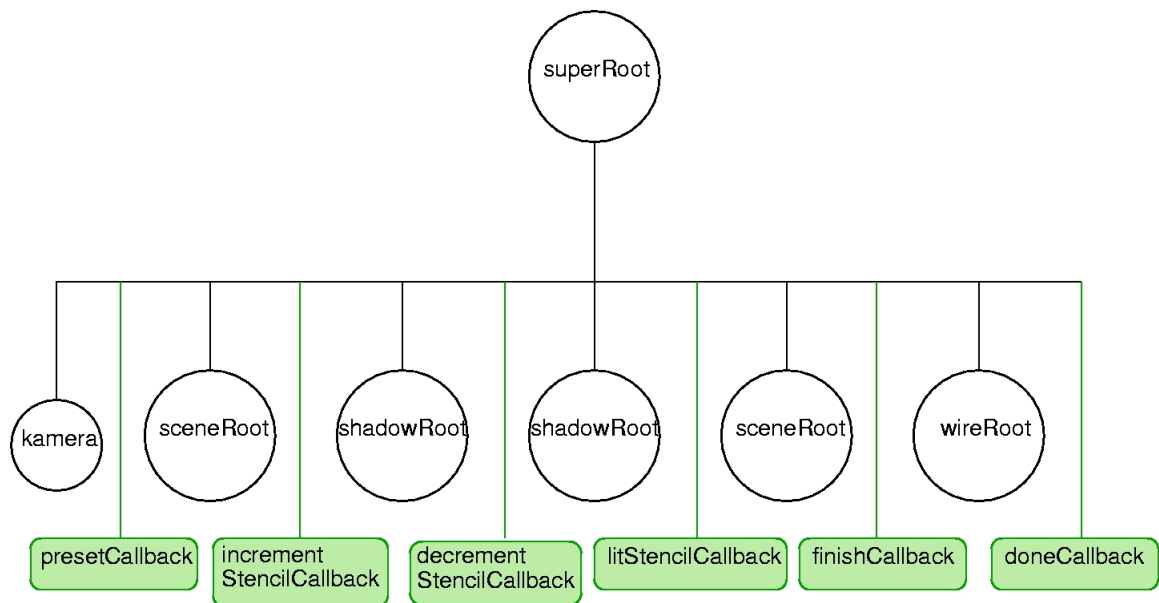 superRoot
kamera
sceneRoot
shadowRoot
shadowRoot
sceneRoot
wireRoot
presetCallback
increment
StencilCallback
decrement
StencilCallback
litStencilCallback
finishCallback
doneCallback